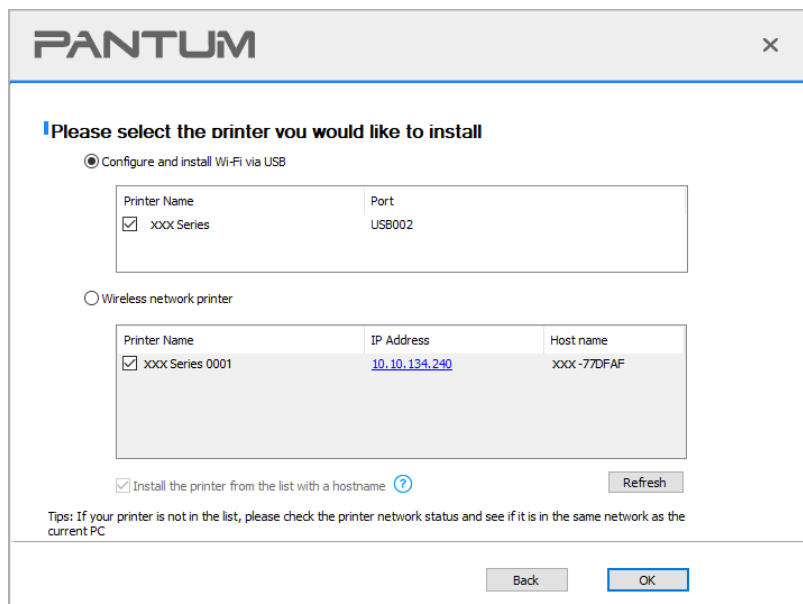 PANTUM
Please select the printer you would like to install
Configure and install Wi-Fi via USB
Printer Name Port
XXX Series USB002
Wireless network printer
Printer Name IP Address Host name
XXX Series 0001 10.10.134.240 XXX-77DFAF
Install the printer from the list with a hostname ?
Refresh
Tips: If your printer is not in the list, please check the printer network status and see if it is in the same network as the
current PC
Back OK